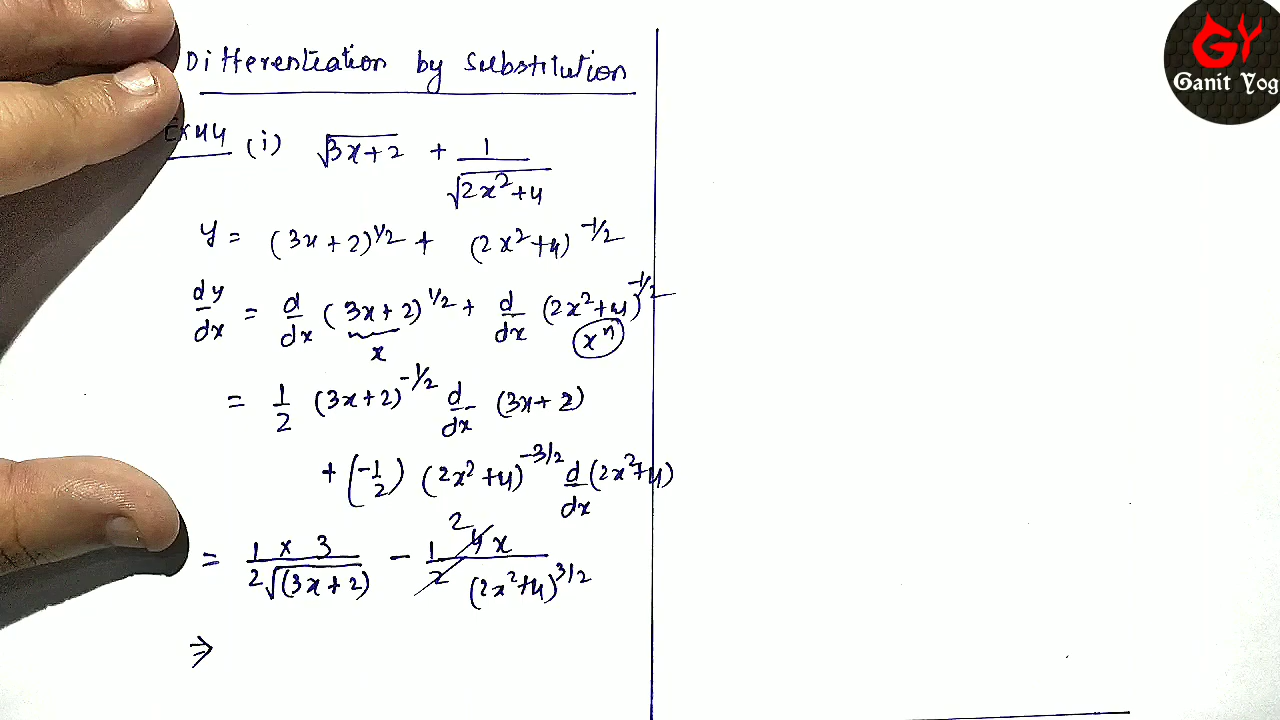 Differentiation by Substitution
Ex 44 (i) √3x+2 + 1/√2x²+4
y = (3x+2)^1/2 + (2x²+4)^-1/2
dy/dx = d/dx (3x+2)^1/2 + d/dx (2x²+4)^-1/2
x xⁿ
= 1/2 (3x+2)^-1/2 d/dx (3x+2)
+ (-1/2) (2x²+4)^-3/2 d/dx (2x²+4)
= 1 × 3/2√(3x+2) - 1/2 2 4x/(2x²+4)^3/2
⇒
GY
Ganit Yog